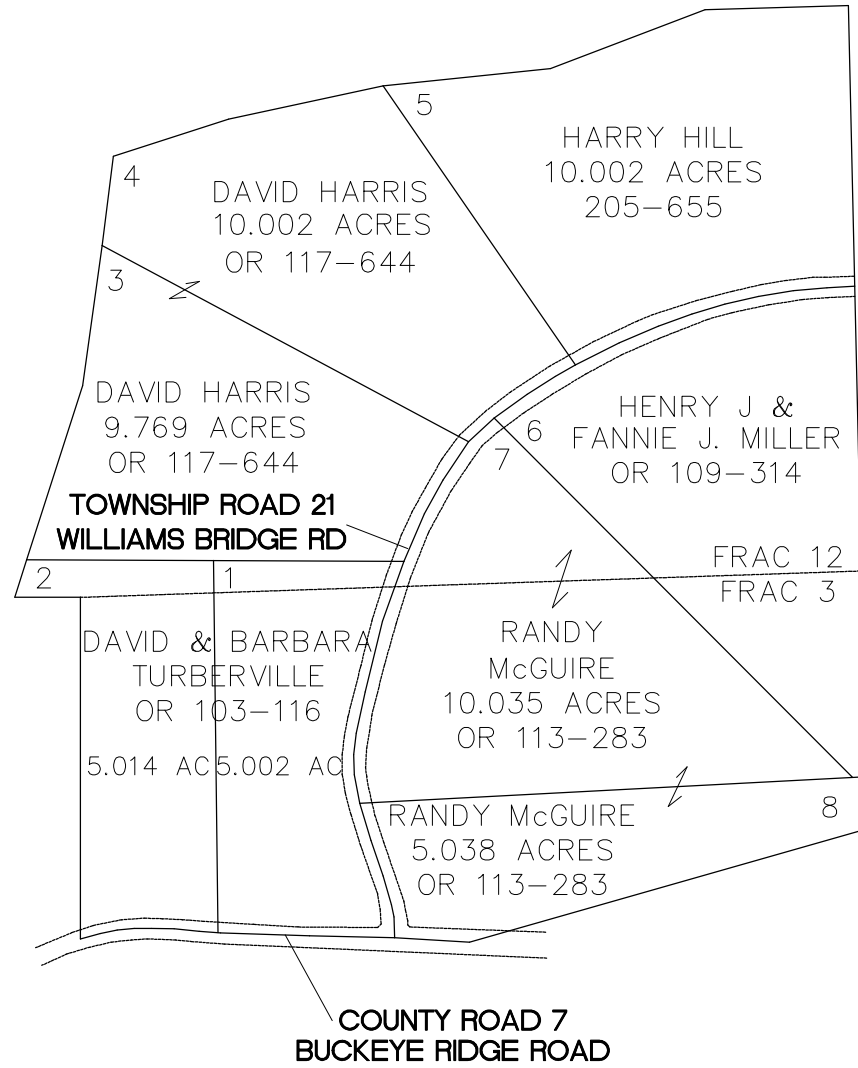 5
HARRY HILL
10.002 ACRES
205-655
4
DAVID HARRIS
10.002 ACRES
OR 117-644
3
DAVID HARRIS
9.769 ACRES
OR 117-644
HENRY J &
FANNIE J. MILLER
OR 109-314
6
7
TOWNSHIP ROAD 21
WILLIAMS BRIDGE RD
FRAC 12
FRAC 3
2
1
DAVID & BARBARA
TURBERVILLE
OR 103-116
5.014 AC 5.002 AC
RANDY
McGUIRE
10.035 ACRES
OR 113-283
RANDY McGUIRE
5.038 ACRES
OR 113-283
8
COUNTY ROAD 7
BUCKEYE RIDGE ROAD